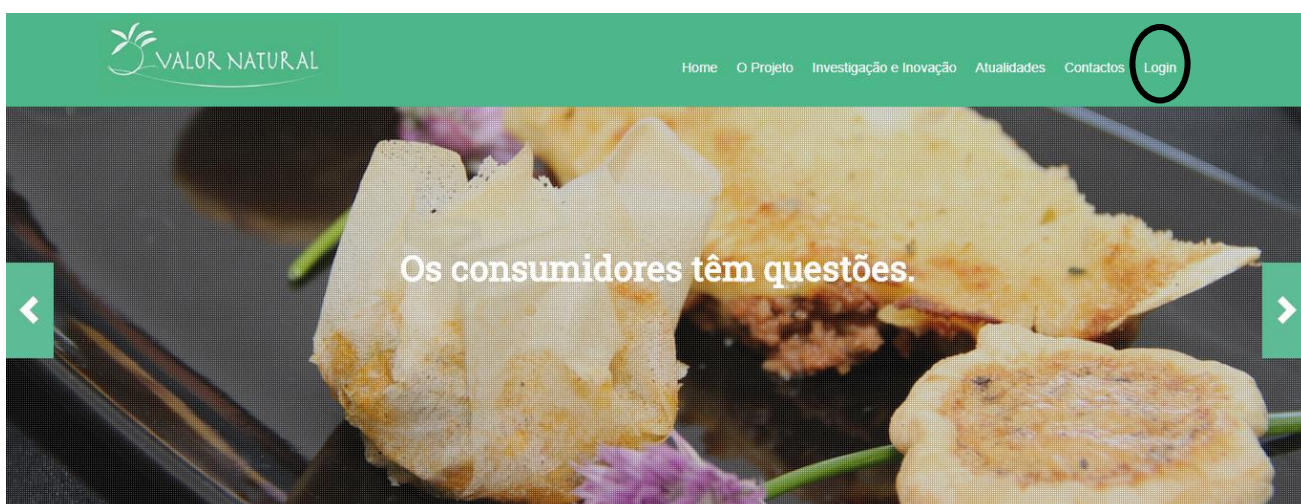 VALOR NATURAL
Home O Projeto Investigação e Inovação Atualidades Contactos Login
Os consumidores têm questões.